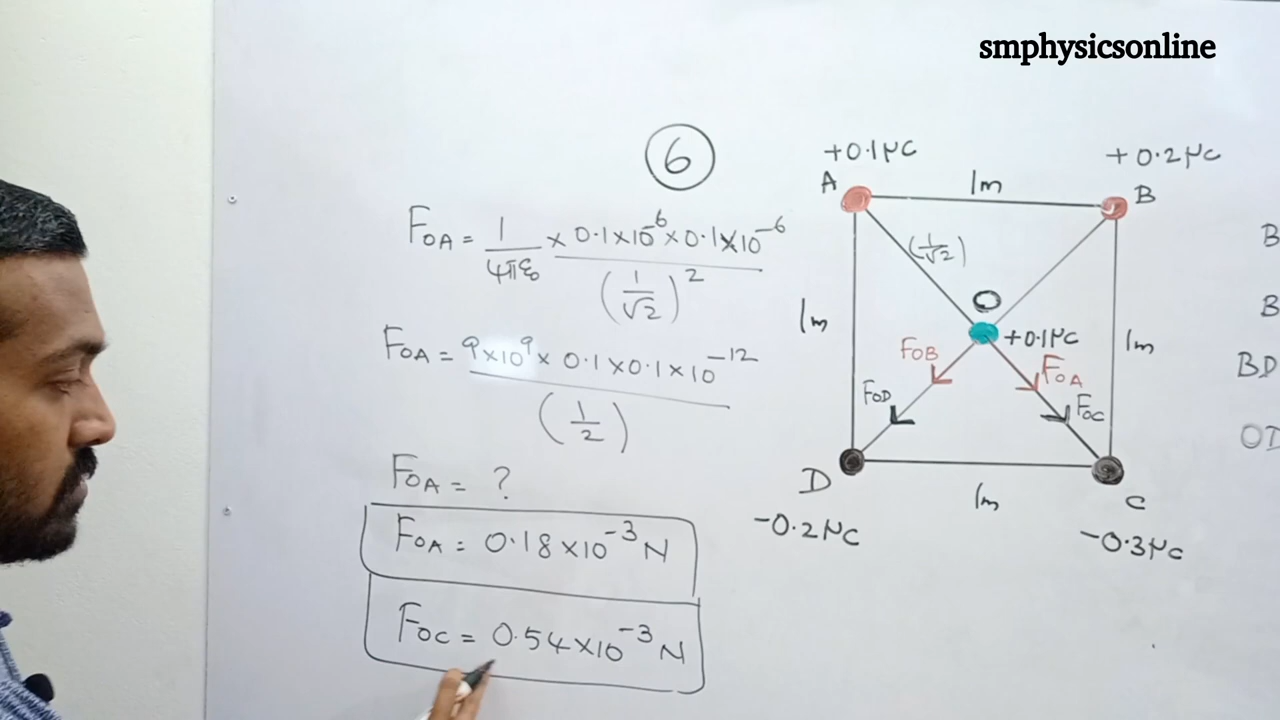 smphysicsonline
6
F_OA = 1/4πε₀ × 0.1×10⁻⁶×0.1×10⁻⁶/(1/√2)²
F_OA = 9×10⁹× 0.1×0.1×10⁻¹²/(1/2)
F_OA = ?
F_OA = 0.18×10⁻³ N
F_OC = 0.54×10⁻³ N
+0.1μC
+0.2μC
A
1m
B
(1/√2)
O
1m
+0.1μC
1m
F_OB
F_OA
F_OD
F_OC
D
1m
C
-0.2μC
-0.3μC
B
B
BD
OD